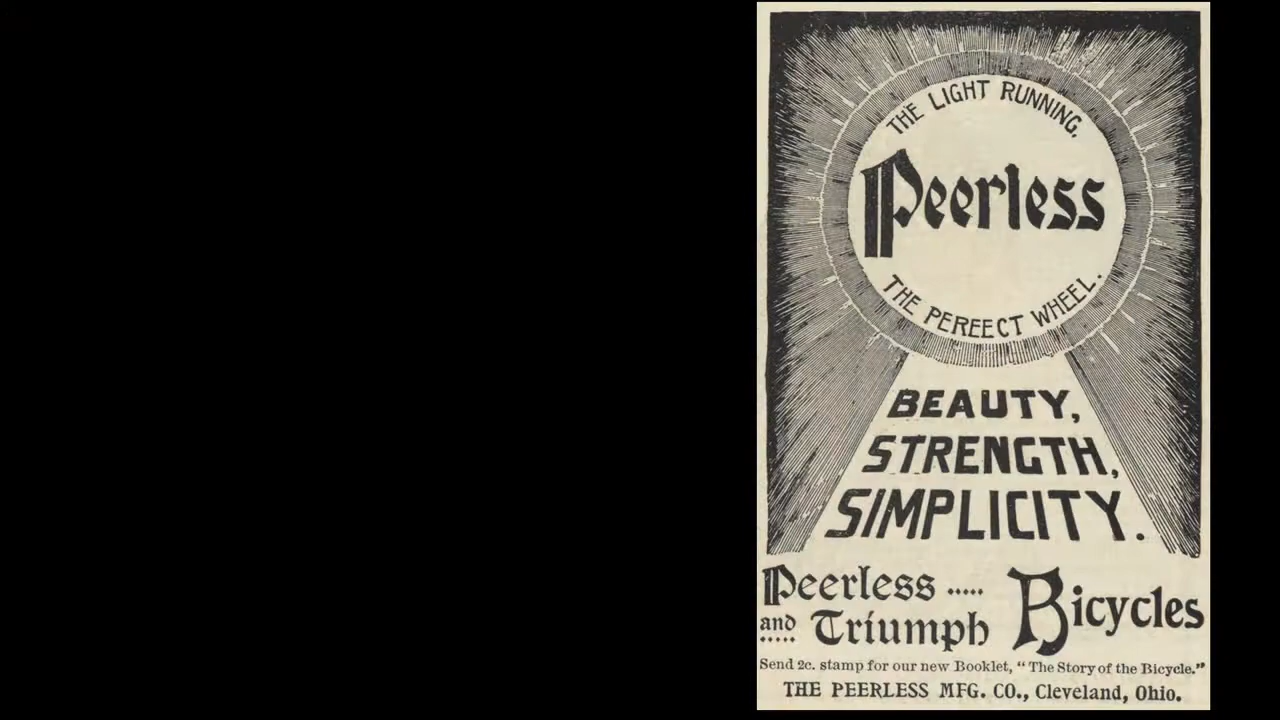 THE LIGHT RUNNING,
Peerless
THE PEREECT WHEEL.
BEAUTY,
STRENGTH,
SIMPLICITY.
Peerless ..... Bicycles
and Triumph
Send 2c. stamp for our new Booklet, "The Story of the Bicycle."
THE PEERLESS MFG. CO., Cleveland, Ohio.